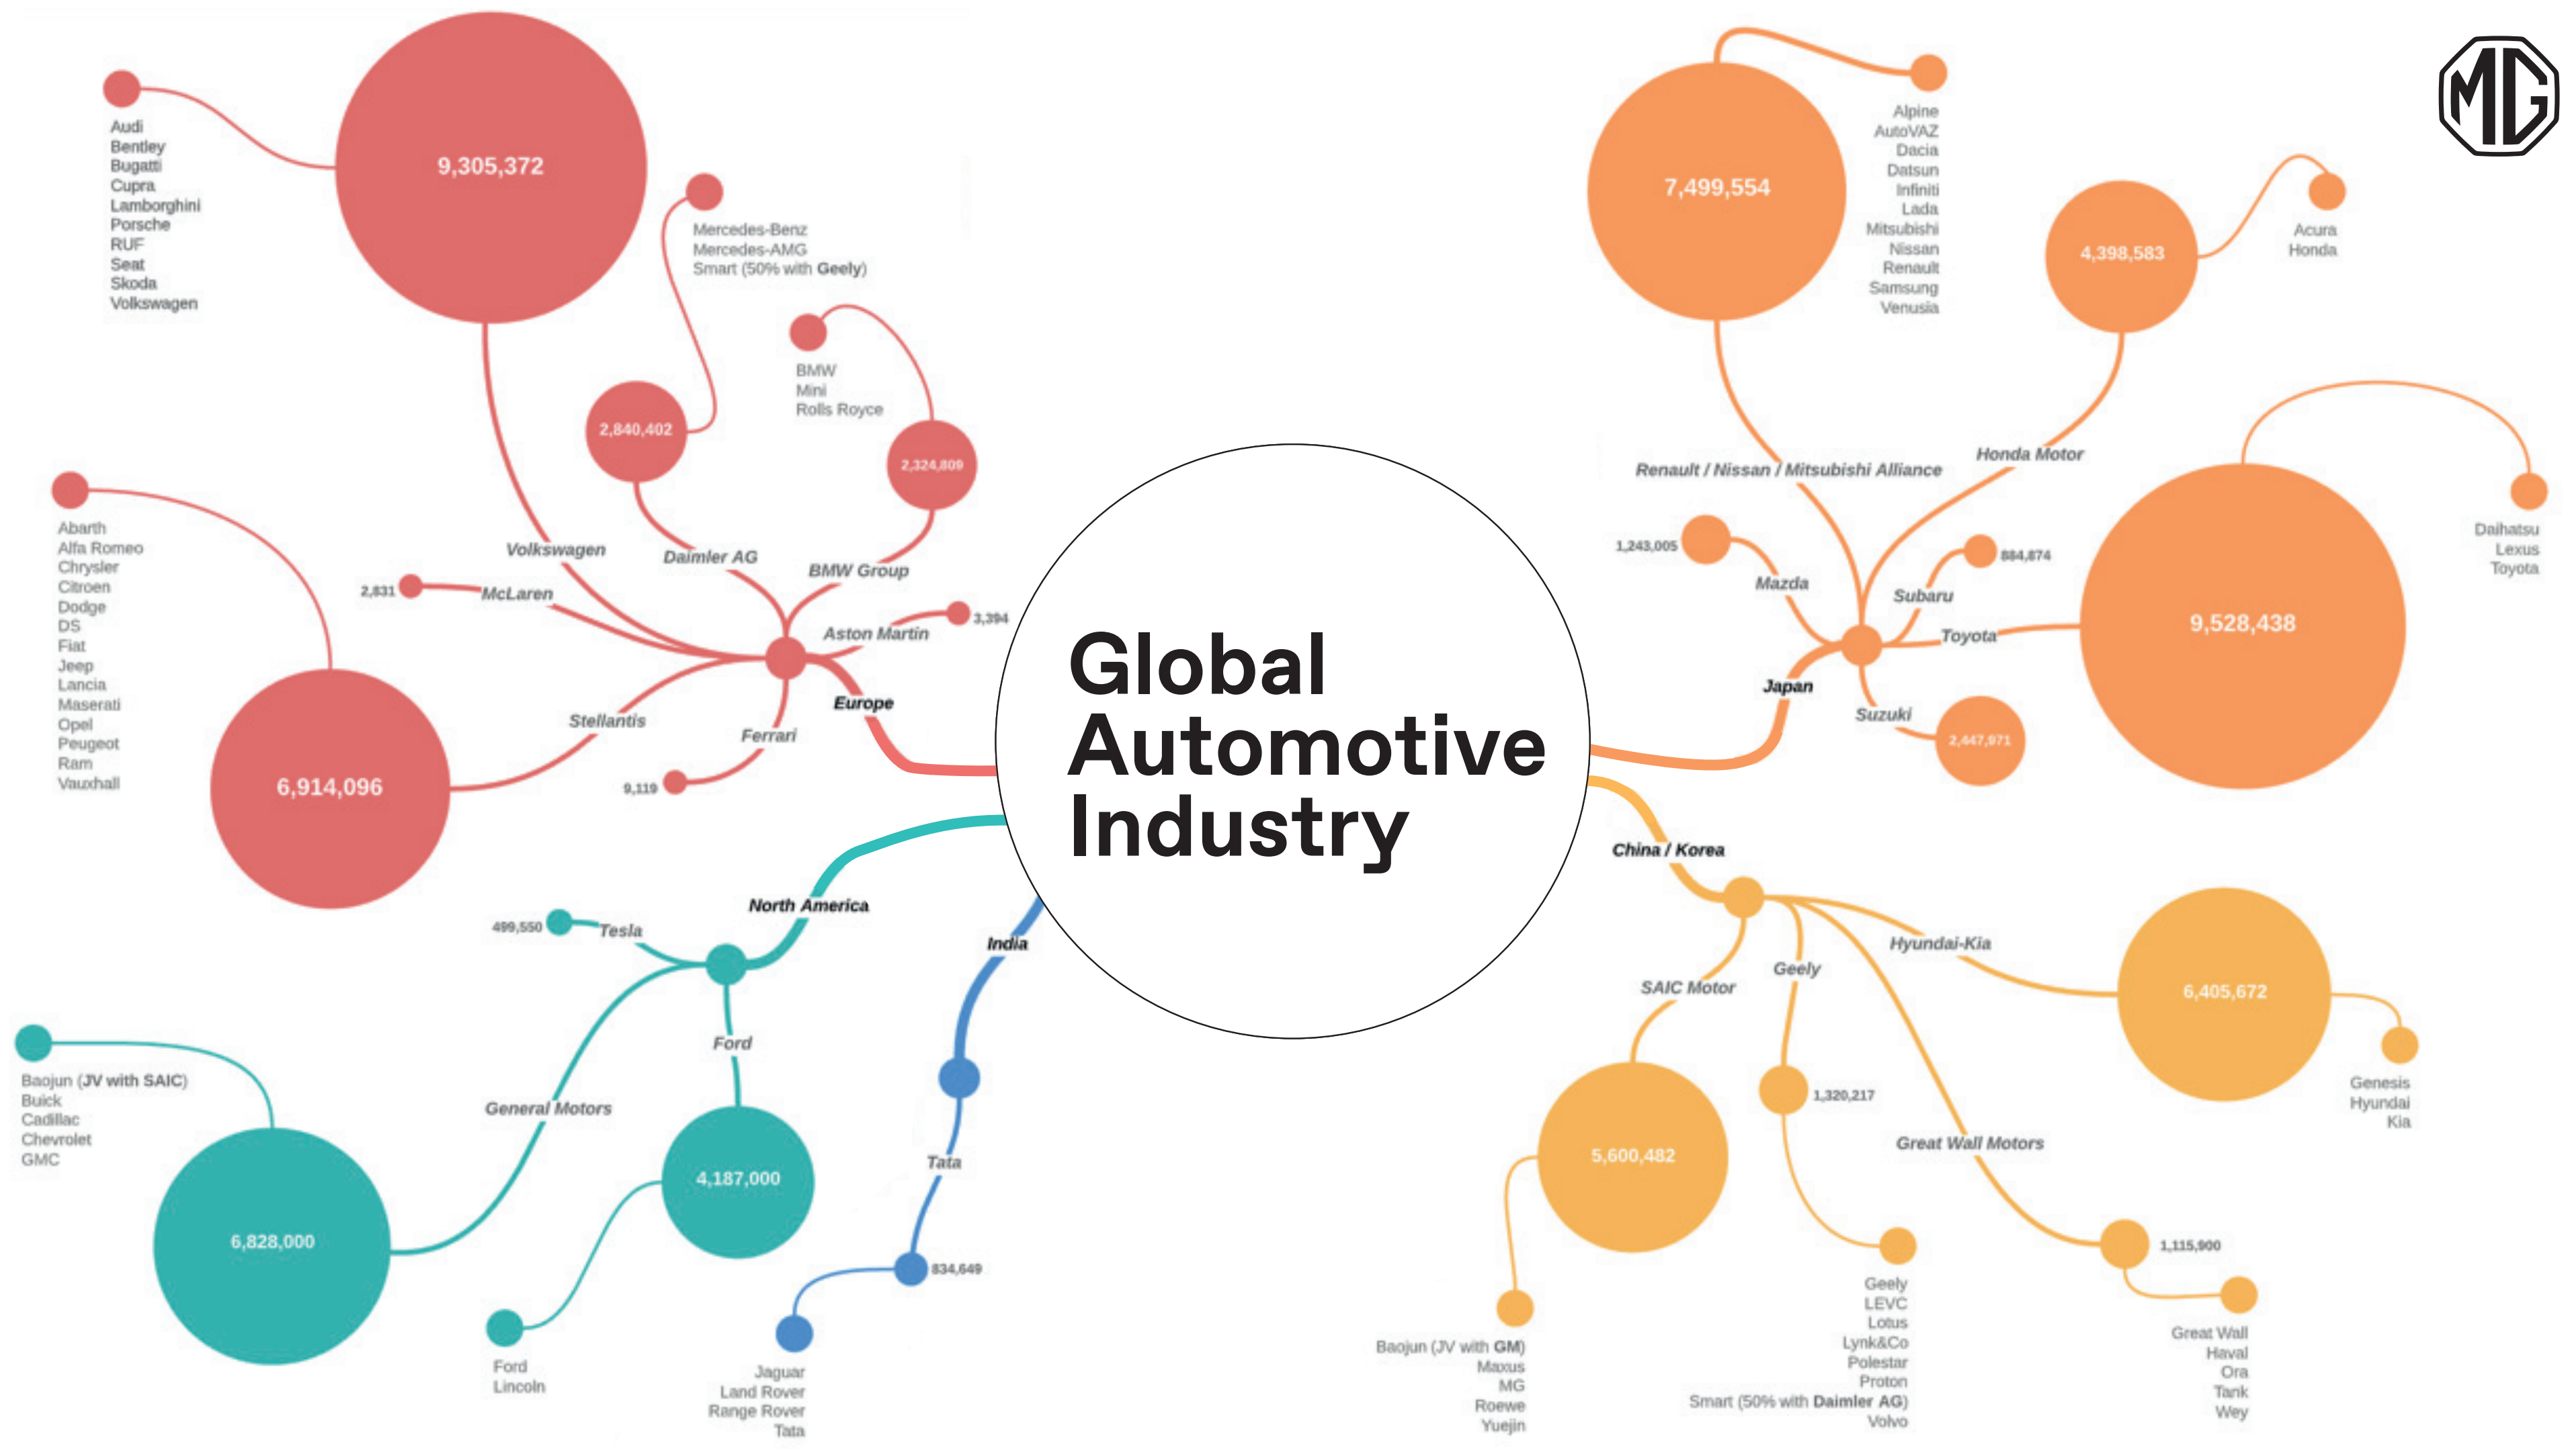 Audi
Bentley
Bugatti
Cupra
Lamborghini
Porsche
RUF
Seat
Skoda
Volkswagen
9,305,372
Mercedes-Benz
Mercedes-AMG
Smart (50% with Geely)
2,840,402
BMW
Mini
Rolls Royce
2,324,809
Volkswagen
Daimler AG
BMW Group
2,831
McLaren
Aston Martin
3,394
Abarth
Alfa Romeo
Chrysler
Citroen
Dodge
DS
Fiat
Jeep
Lancia
Maserati
Opel
Peugeot
Ram
Vauxhall
6,914,096
Stellantis
Ferrari
9,119
Europe
Global
Automotive
Industry
MG
7,499,554
Alpine
AutoVAZ
Dacia
Datsun
Infiniti
Lada
Mitsubishi
Nissan
Renault
Samsung
Venusia
4,398,583
Acura
Honda
Renault / Nissan / Mitsubishi Alliance
Honda Motor
1,243,005
Mazda
884,874
Subaru
Toyota
9,528,438
Daihatsu
Lexus
Toyota
Japan
Suzuki
2,447,971
North America
499,550
Tesla
General Motors
Ford
Baojun (JV with SAIC)
Buick
Cadillac
Chevrolet
GMC
6,828,000
4,187,000
Ford
Lincoln
India
Tata
834,649
Jaguar
Land Rover
Range Rover
Tata
China / Korea
SAIC Motor
Geely
Hyundai-Kia
Great Wall Motors
6,405,672
Genesis
Hyundai
Kia
5,600,482
Baojun (JV with GM)
Maxus
MG
Roewe
Yuejin
1,320,217
Geely
LEVC
Lotus
Lynk&Co
Polestar
Proton
Smart (50% with Daimler AG)
Volvo
1,115,900
Great Wall
Haval
Ora
Tank
Wey